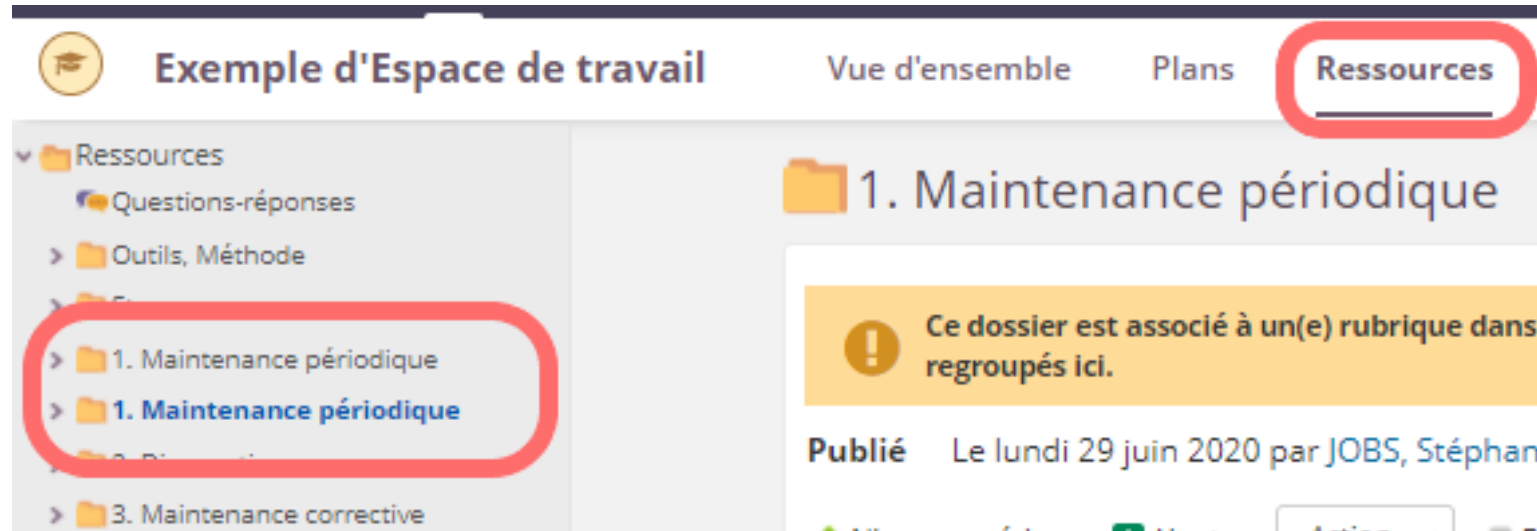 Exemple d'Espace de travail
Vue d'ensemble
Plans
Ressources
Ressources
Questions-réponses
Outils, Méthode
1. Maintenance périodique
1. Maintenance périodique
3. Maintenance corrective
1. Maintenance périodique
Ce dossier est associé à un(e) rubrique dans
regroupés ici.
Publié Le lundi 29 juin 2020 par JOBS, Stéphan